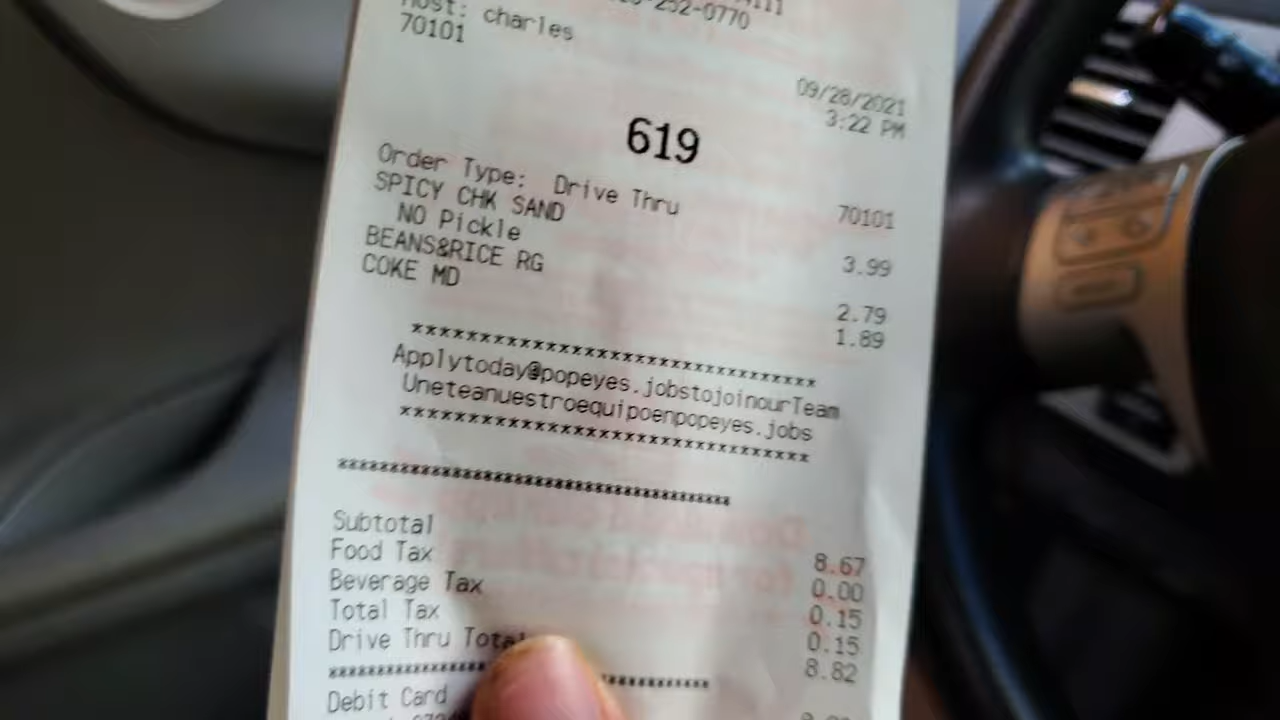 252-0770
Host: charles
70101
09/28/2021
3:22 PM
619
Order Type: Drive Thru
70101
SPICY CHK SAND 3.99
NO Pickle
BEANS&RICE RG 2.79
COKE MD 1.89
******************************
Applytoday@popeyes.jobstojoinourTeam
Uneteanuestroequipoenpopeyes.jobs
******************************
****************************************
Subtotal 8.67
Food Tax 0.00
Beverage Tax 0.15
Total Tax 0.15
Drive Thru Total 8.82
****************************************
Debit Card